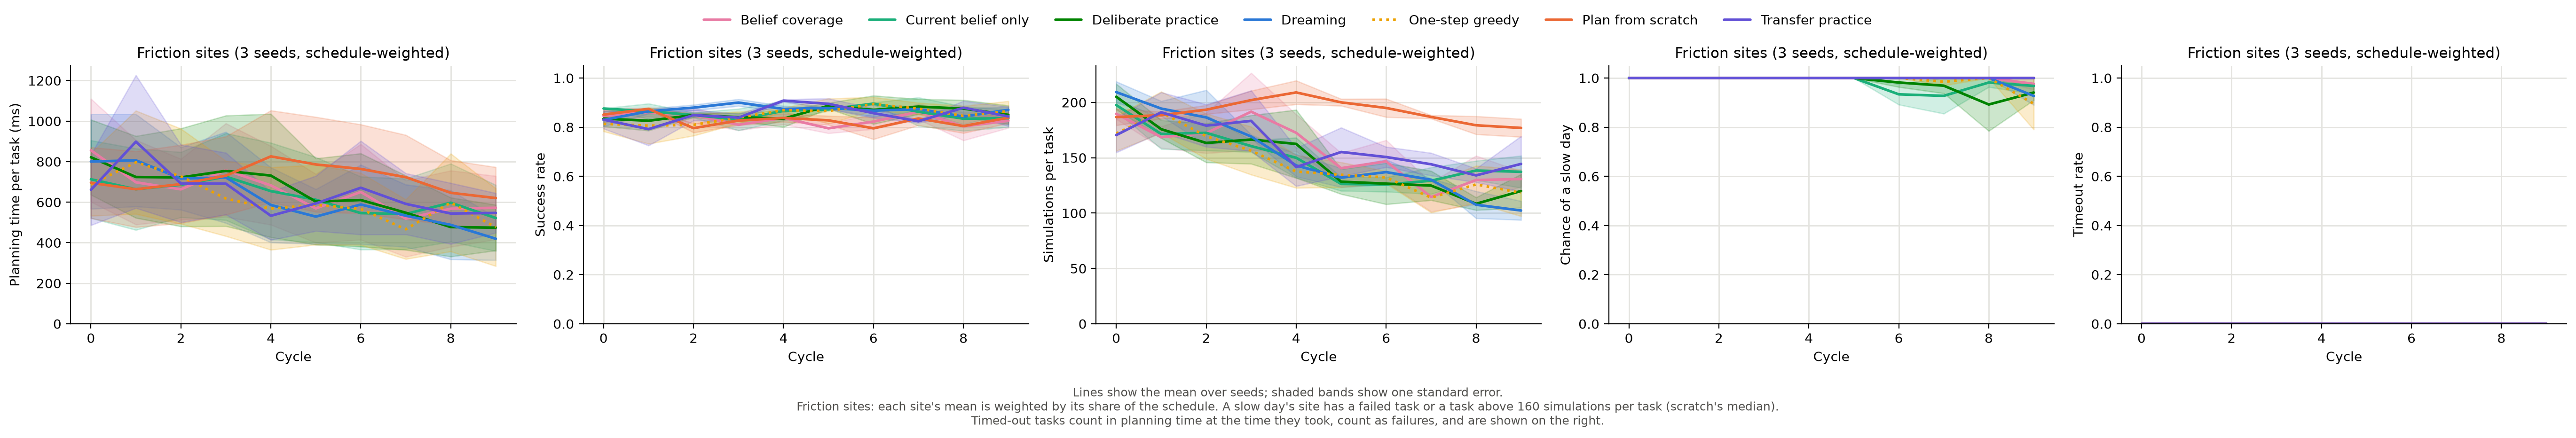 Belief coverage
Current belief only
Deliberate practice
Dreaming
One-step greedy
Plan from scratch
Transfer practice
Friction sites (3 seeds, schedule-weighted)
Planning time per task (ms)
1200
1000
800
600
400
200
0
0 2 4 6 8
Cycle
Friction sites (3 seeds, schedule-weighted)
Success rate
1.0
0.8
0.6
0.4
0.2
0.0
0 2 4 6 8
Cycle
Friction sites (3 seeds, schedule-weighted)
Simulations per task
200
150
100
50
0
0 2 4 6 8
Cycle
Friction sites (3 seeds, schedule-weighted)
Chance of a slow day
1.0
0.8
0.6
0.4
0.2
0.0
0 2 4 6 8
Cycle
Friction sites (3 seeds, schedule-weighted)
Timeout rate
1.0
0.8
0.6
0.4
0.2
0.0
0 2 4 6 8
Cycle
Lines show the mean over seeds; shaded bands show one standard error.
Friction sites: each site's mean is weighted by its share of the schedule. A slow day's site has a failed task or a task above 160 simulations per task (scratch's median).
Timed-out tasks count in planning time at the time they took, count as failures, and are shown on the right.